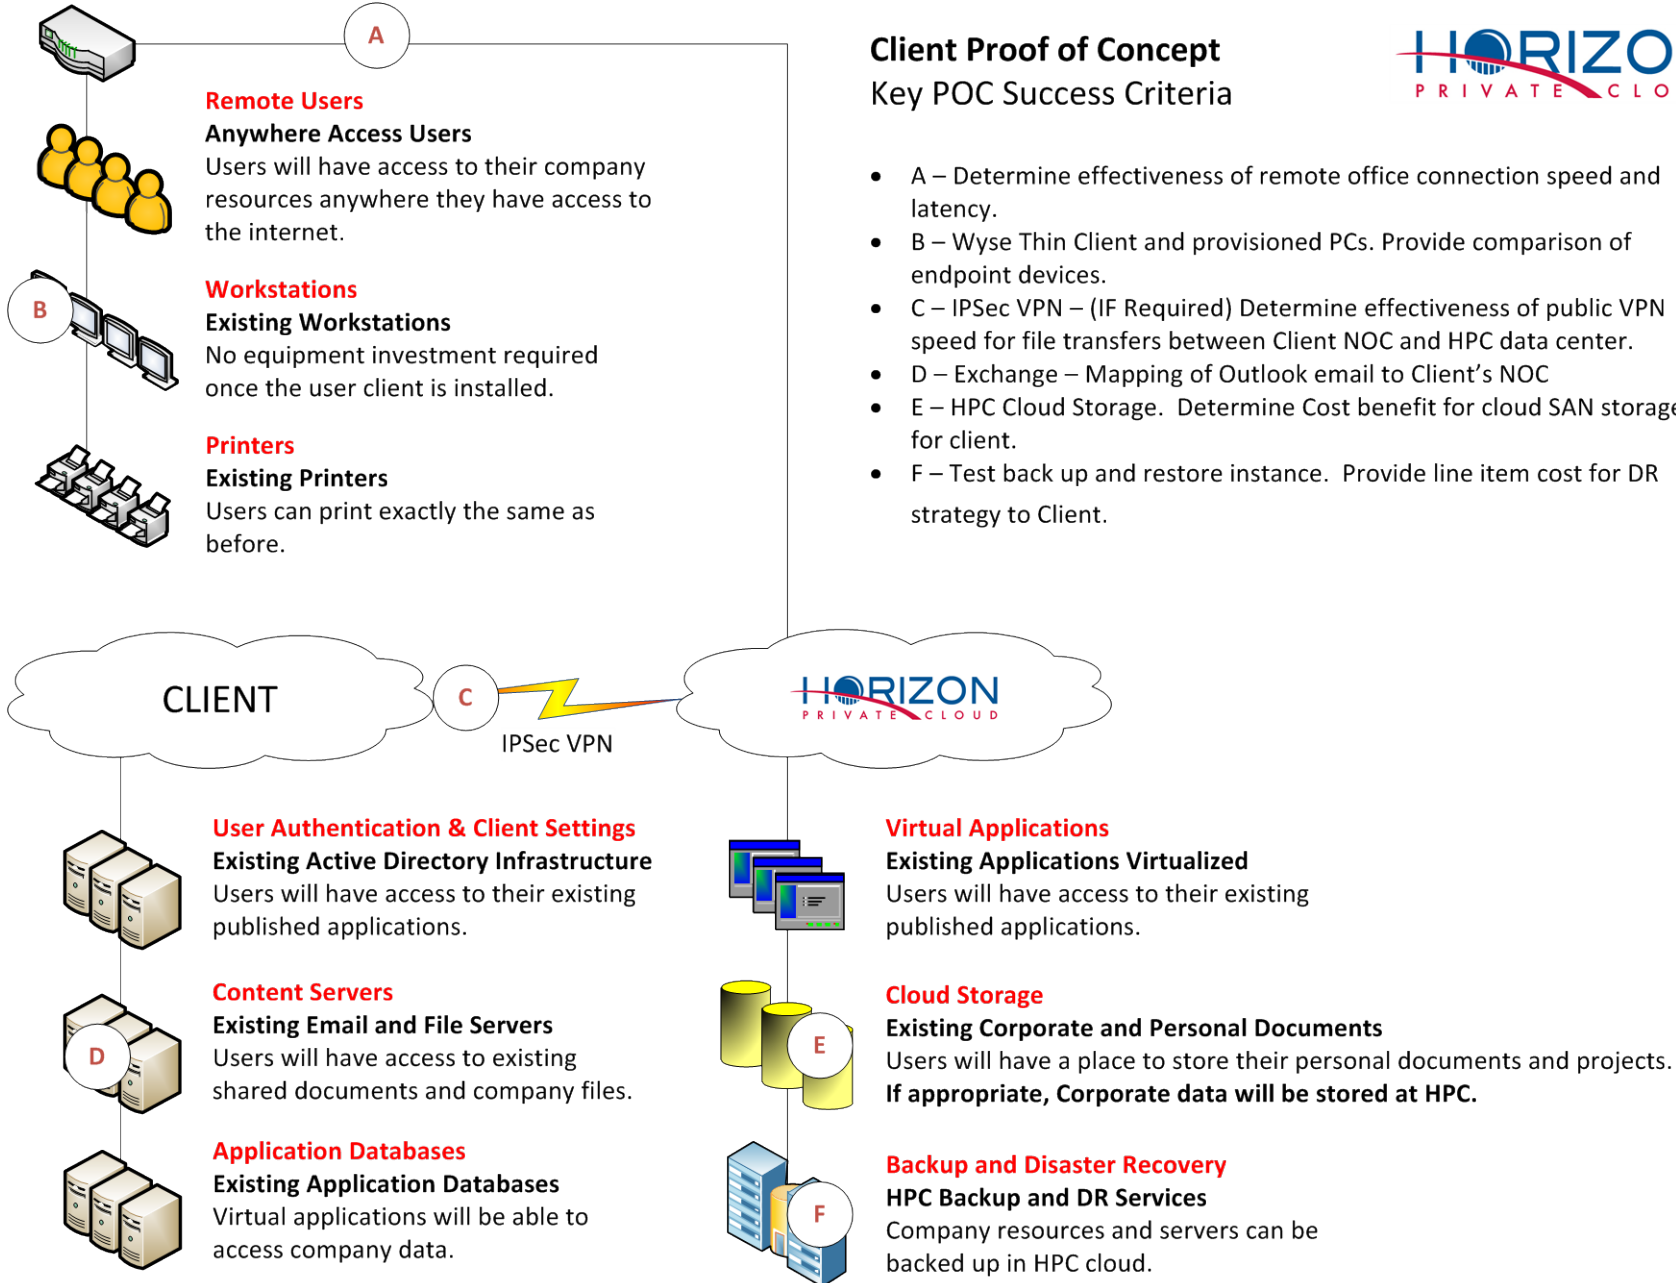 A
Client Proof of Concept
Key POC Success Criteria
HORIZO
PRIVATE CLO
Remote Users
Anywhere Access Users
Users will have access to their company
resources anywhere they have access to
the internet.
B
Workstations
Existing Workstations
No equipment investment required
once the user client is installed.
Printers
Existing Printers
Users can print exactly the same as
before.
• A – Determine effectiveness of remote office connection speed and
latency.
• B – Wyse Thin Client and provisioned PCs. Provide comparison of
endpoint devices.
• C – IPSec VPN – (IF Required) Determine effectiveness of public VPN
speed for file transfers between Client NOC and HPC data center.
• D – Exchange – Mapping of Outlook email to Client’s NOC
• E – HPC Cloud Storage.  Determine Cost benefit for cloud SAN storage
for client.
• F – Test back up and restore instance.  Provide line item cost for DR
strategy to Client.
CLIENT
C
IPSec VPN
HORIZON
PRIVATE CLOUD
User Authentication & Client Settings
Existing Active Directory Infrastructure
Users will have access to their existing
published applications.
D
Content Servers
Existing Email and File Servers
Users will have access to existing
shared documents and company files.
Application Databases
Existing Application Databases
Virtual applications will be able to
access company data.
Virtual Applications
Existing Applications Virtualized
Users will have access to their existing
published applications.
E
Cloud Storage
Existing Corporate and Personal Documents
Users will have a place to store their personal documents and projects.
If appropriate, Corporate data will be stored at HPC.
F
Backup and Disaster Recovery
HPC Backup and DR Services
Company resources and servers can be
backed up in HPC cloud.